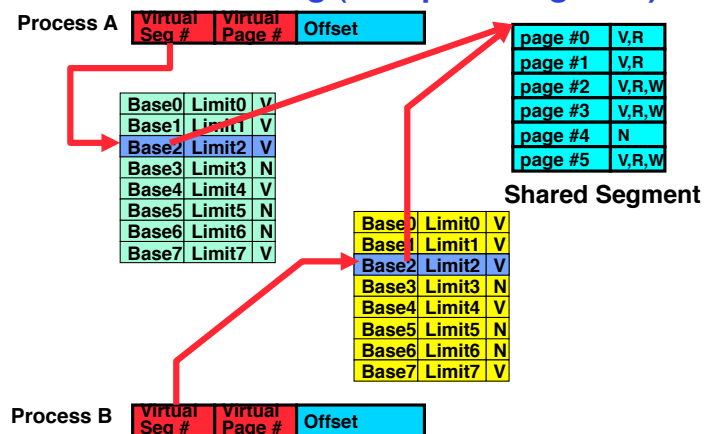 Process A
Virtual Seg #
Virtual Page #
Offset
page #0 V,R
page #1 V,R
page #2 V,R,W
page #3 V,R,W
page #4 N
page #5 V,R,W
Shared Segment
Base0 Limit0 V
Base1 Limit1 V
Base2 Limit2 V
Base3 Limit3 N
Base4 Limit4 V
Base5 Limit5 N
Base6 Limit6 N
Base7 Limit7 V
Base0 Limit0 V
Base1 Limit1 V
Base2 Limit2 V
Base3 Limit3 N
Base4 Limit4 V
Base5 Limit5 N
Base6 Limit6 N
Base7 Limit7 V
Process B
Virtual Seg #
Virtual Page #
Offset